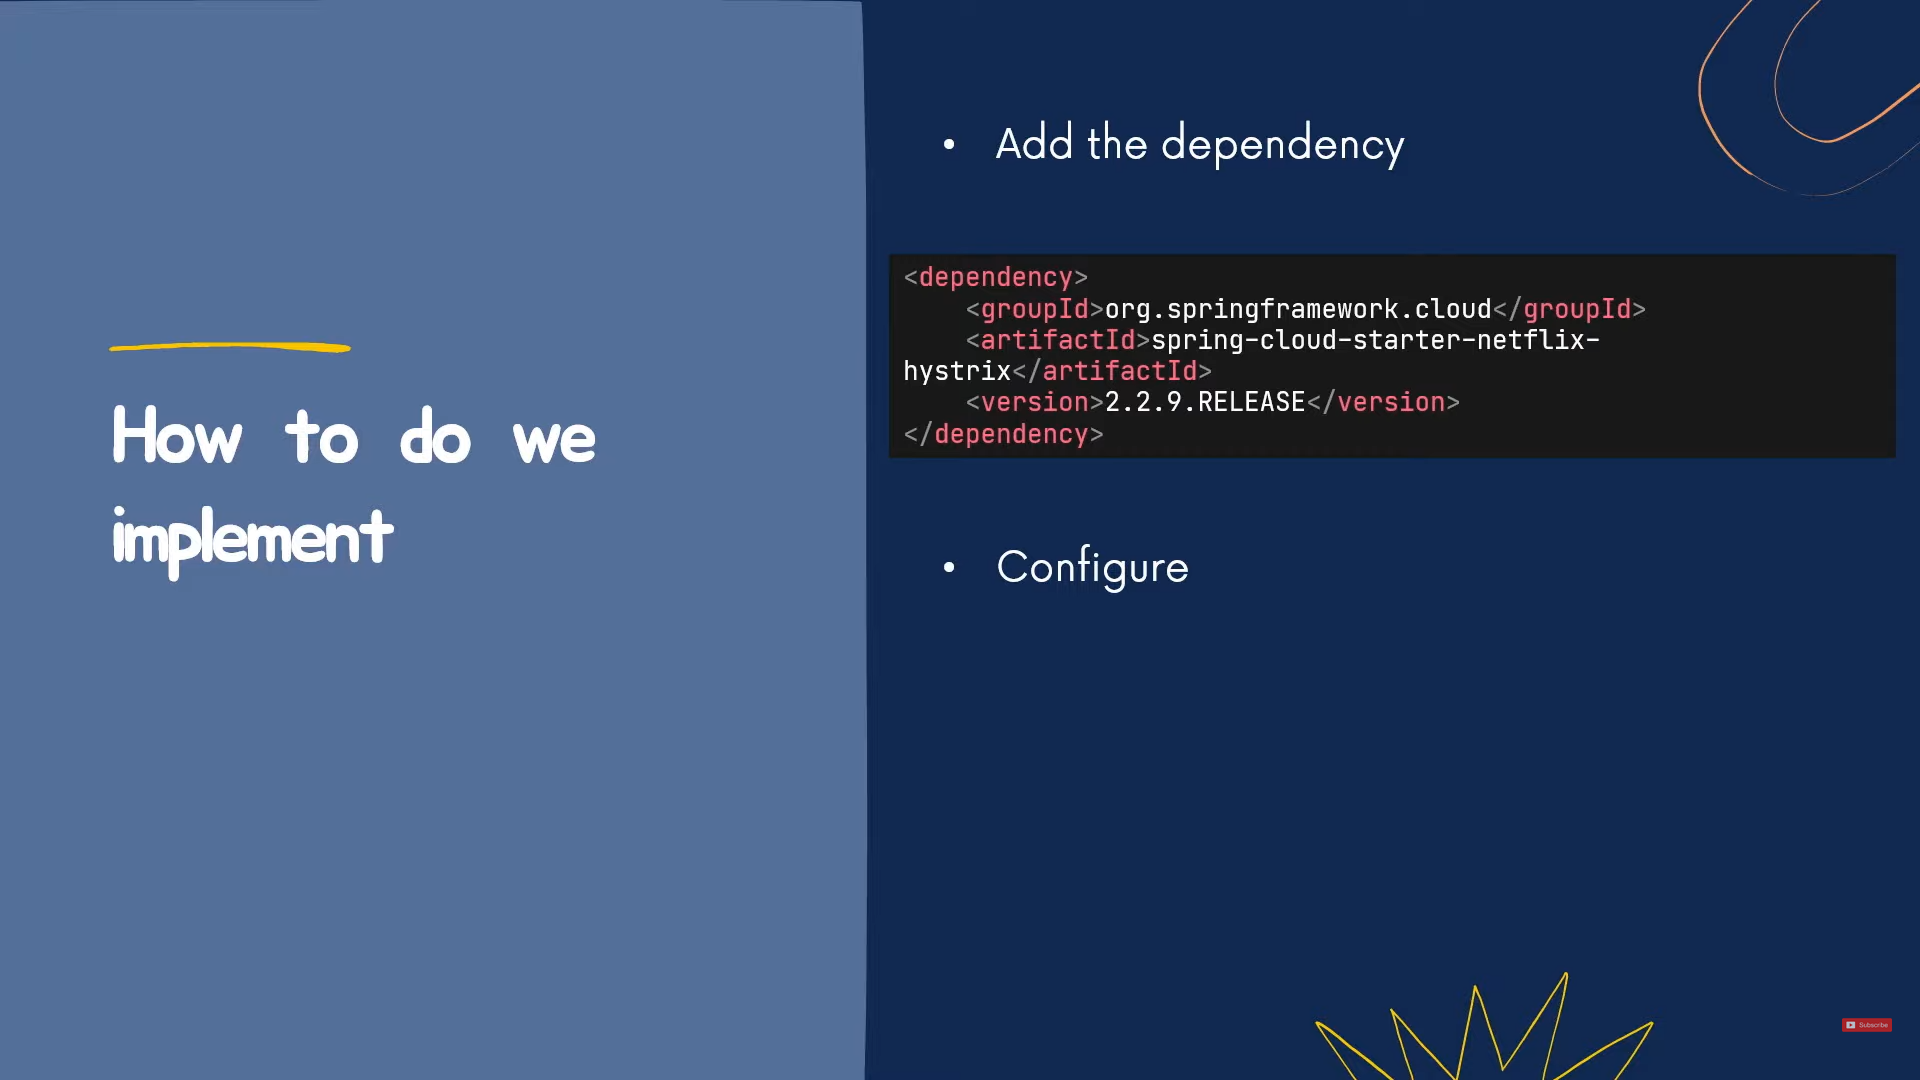 How to do we
implement
• Add the dependency
<dependency>
    <groupId>org.springframework.cloud</groupId>
    <artifactId>spring-cloud-starter-netflix-
hystrix</artifactId>
    <version>2.2.9.RELEASE</version>
</dependency>
• Configure
Subscribe